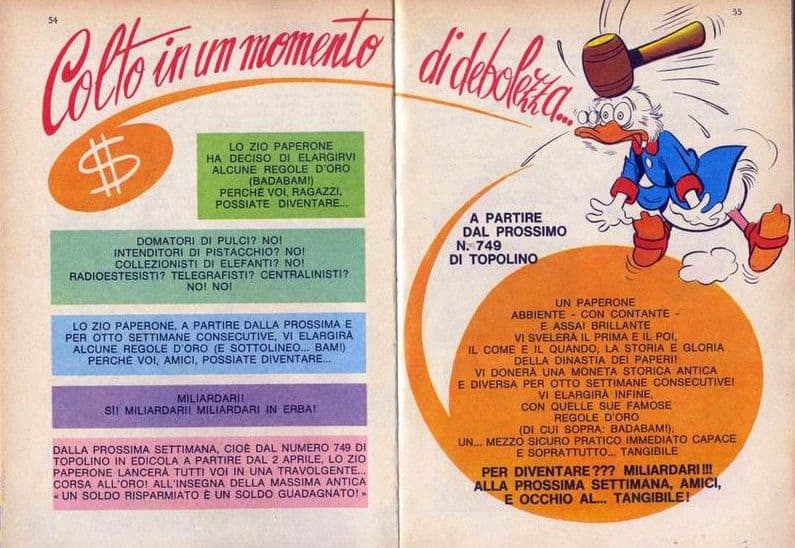 54
Colto in un momento
$
LO ZIO PAPERONE
HA DECISO DI ELARGIRVI
ALCUNE REGOLE D'ORO
(BADABAM!)
PERCHÉ VOI, RAGAZZI,
POSSIATE DIVENTARE...
DOMATORI DI PULCI? NO!
INTENDITORI DI PISTACCHIO? NO!
COLLEZIONISTI DI ELEFANTI? NO!
RADIOESTESISTI? TELEGRAFISTI? CENTRALINISTI?
NO! NO!
LO ZIO PAPERONE, A PARTIRE DALLA PROSSIMA E
PER OTTO SETTIMANE CONSECUTIVE, VI ELARGIRÀ
ALCUNE REGOLE D'ORO (E SOTTOLINEO... BAM!)
PERCHÉ VOI, AMICI, POSSIATE DIVENTARE...
MILIARDARI!
SÌ! MILIARDARI! MILIARDARI IN ERBA!
DALLA PROSSIMA SETTIMANA, CIOÈ DAL NUMERO 749 DI
TOPOLINO IN EDICOLA A PARTIRE DAL 2 APRILE, LO ZIO
PAPERONE LANCERÀ TUTTI VOI IN UNA TRAVOLGENTE...
CORSA ALL'ORO! ALL'INSEGNA DELLA MASSIMA ANTICA
« UN SOLDO RISPARMIATO È UN SOLDO GUADAGNATO! »
55
di debolezza...
A PARTIRE
DAL PROSSIMO
N. 749
DI TOPOLINO
UN PAPERONE
ABBIENTE - CON CONTANTE -
E ASSAI BRILLANTE
VI SVELERÀ IL PRIMA E IL POI,
IL COME E IL QUANDO, LA STORIA E GLORIA
DELLA DINASTIA DEI PAPERI!
VI DONERÀ UNA MONETA STORICA ANTICA
E DIVERSA PER OTTO SETTIMANE CONSECUTIVE!
VI ELARGIRÀ INFINE,
CON QUELLE SUE FAMOSE
REGOLE D'ORO
(DI CUI SOPRA: BADABAM!),
UN... MEZZO SICURO PRATICO IMMEDIATO CAPACE
E SOPRATTUTTO... TANGIBILE
PER DIVENTARE??? MILIARDARI!!!
ALLA PROSSIMA SETTIMANA, AMICI,
E OCCHIO AL... TANGIBILE!